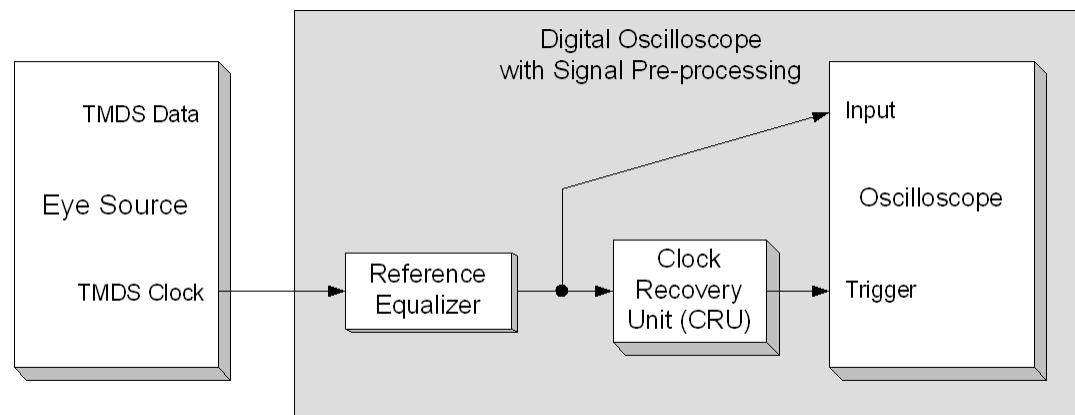 Digital Oscilloscope
with Signal Pre-processing
TMDS Data
Eye Source
TMDS Clock
Reference
Equalizer
Clock
Recovery
Unit (CRU)
Input
Oscilloscope
Trigger